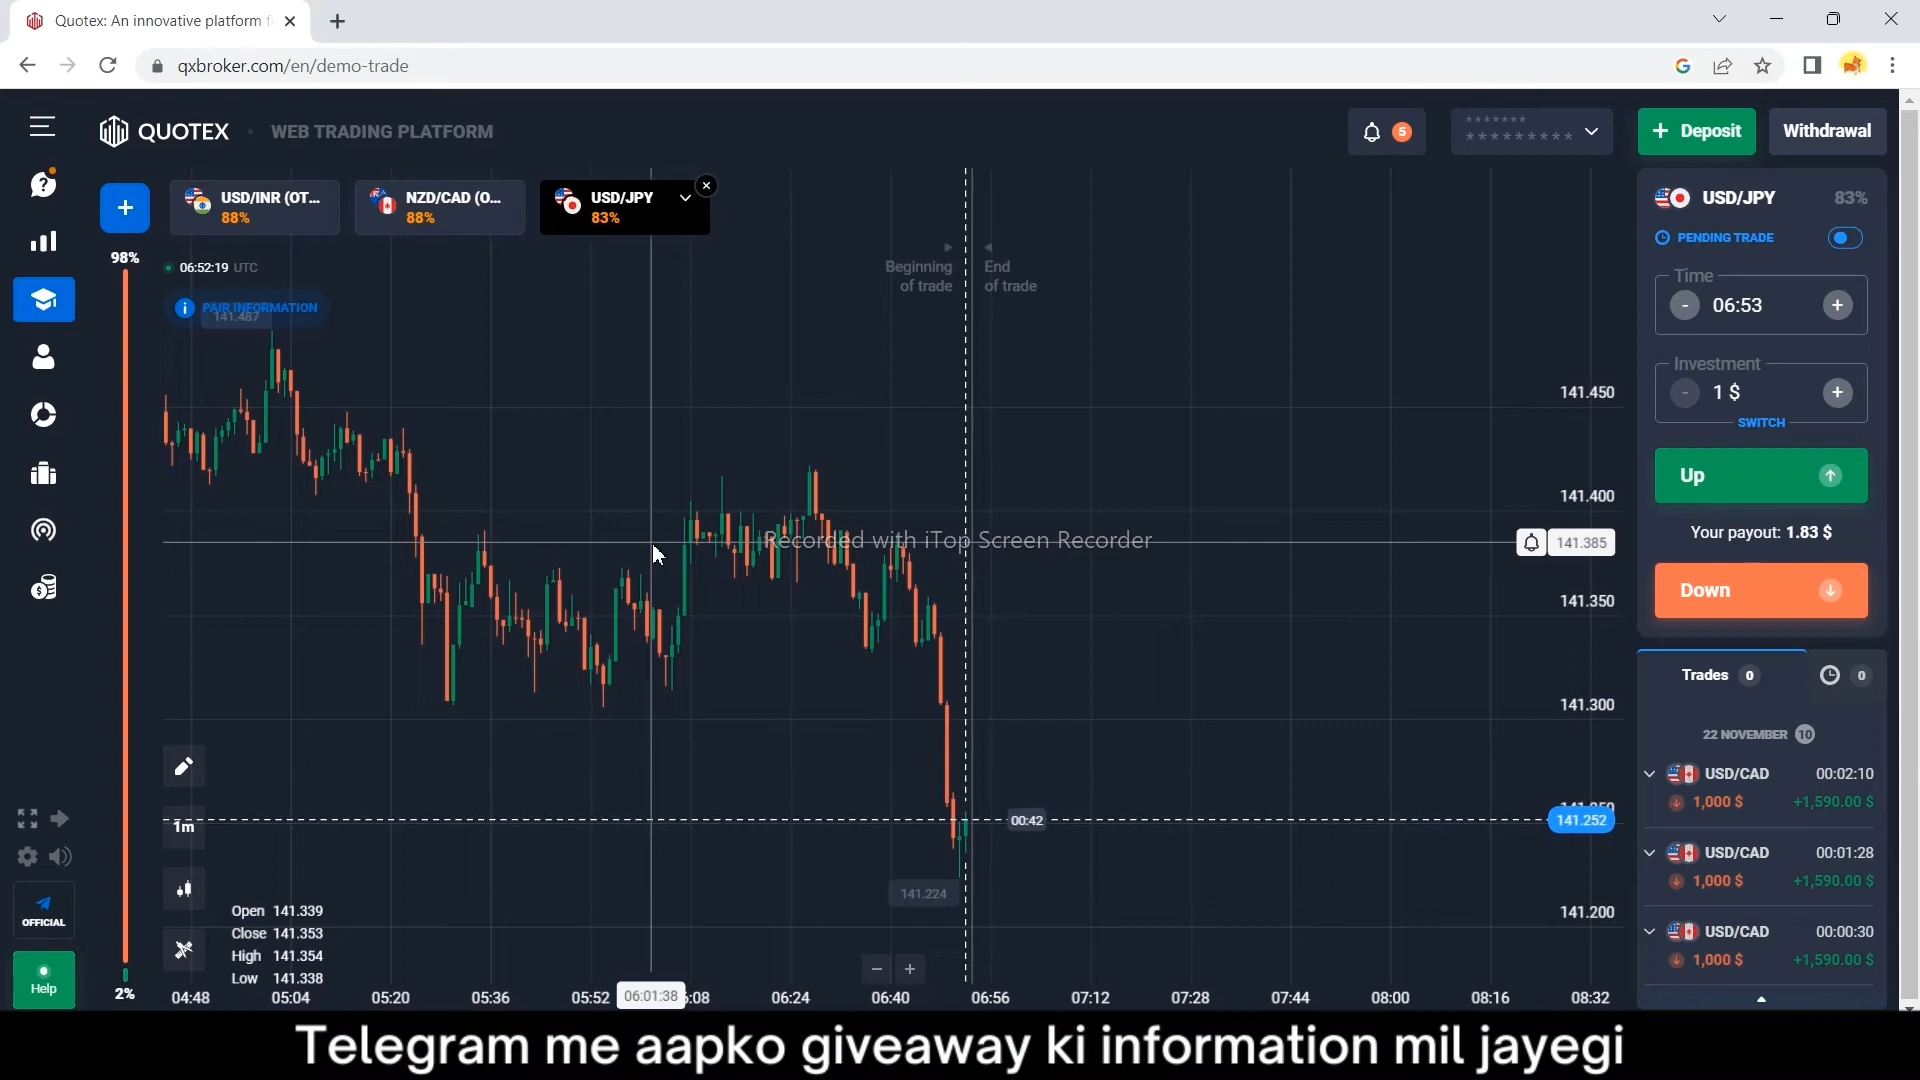 Quotex: An innovative platform f
qxbroker.com/en/demo-trade
QUOTEX
WEB TRADING PLATFORM
5
*******
*********
+ Deposit
Withdrawal
+
USD/INR (OT...
88%
NZD/CAD (O...
88%
USD/JPY
83%
98%
06:52:19 UTC
PAIR INFORMATION
141.487
Beginning
of trade
End
of trade
USD/JPY 83%
PENDING TRADE
Time
- 06:53 +
Investment
- 1 $ +
SWITCH
Up
Your payout: 1.83 $
Down
141.450
141.400
141.385
141.350
141.300
141.252
141.200
Recorded with iTop Screen Recorder
00:42
141.224
1m
Open 141.339
Close 141.353
High 141.354
Low 141.338
2%
04:48 05:04 05:20 05:36 05:52 06:01:38 :08 06:24 06:40 06:56 07:12 07:28 07:44 08:00 08:16 08:32
Trades 0
0
22 NOVEMBER 10
USD/CAD 00:02:10
1,000 $ +1,590.00 $
USD/CAD 00:01:28
1,000 $ +1,590.00 $
USD/CAD 00:00:30
1,000 $ +1,590.00 $
OFFICIAL
Help
Telegram me aapko giveaway ki information mil jayegi